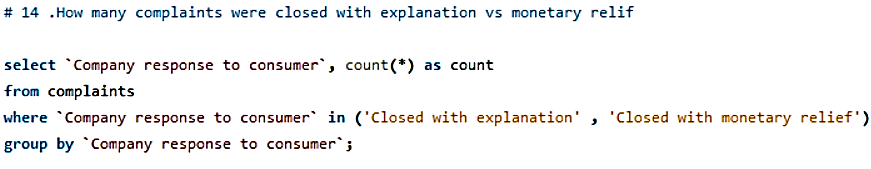 # 14 .How many complaints were closed with explanation vs monetary relif
select `Company response to consumer`, count(*) as count
from complaints
where `Company response to consumer` in ('Closed with explanation' , 'Closed with monetary relief')
group by `Company response to consumer`;